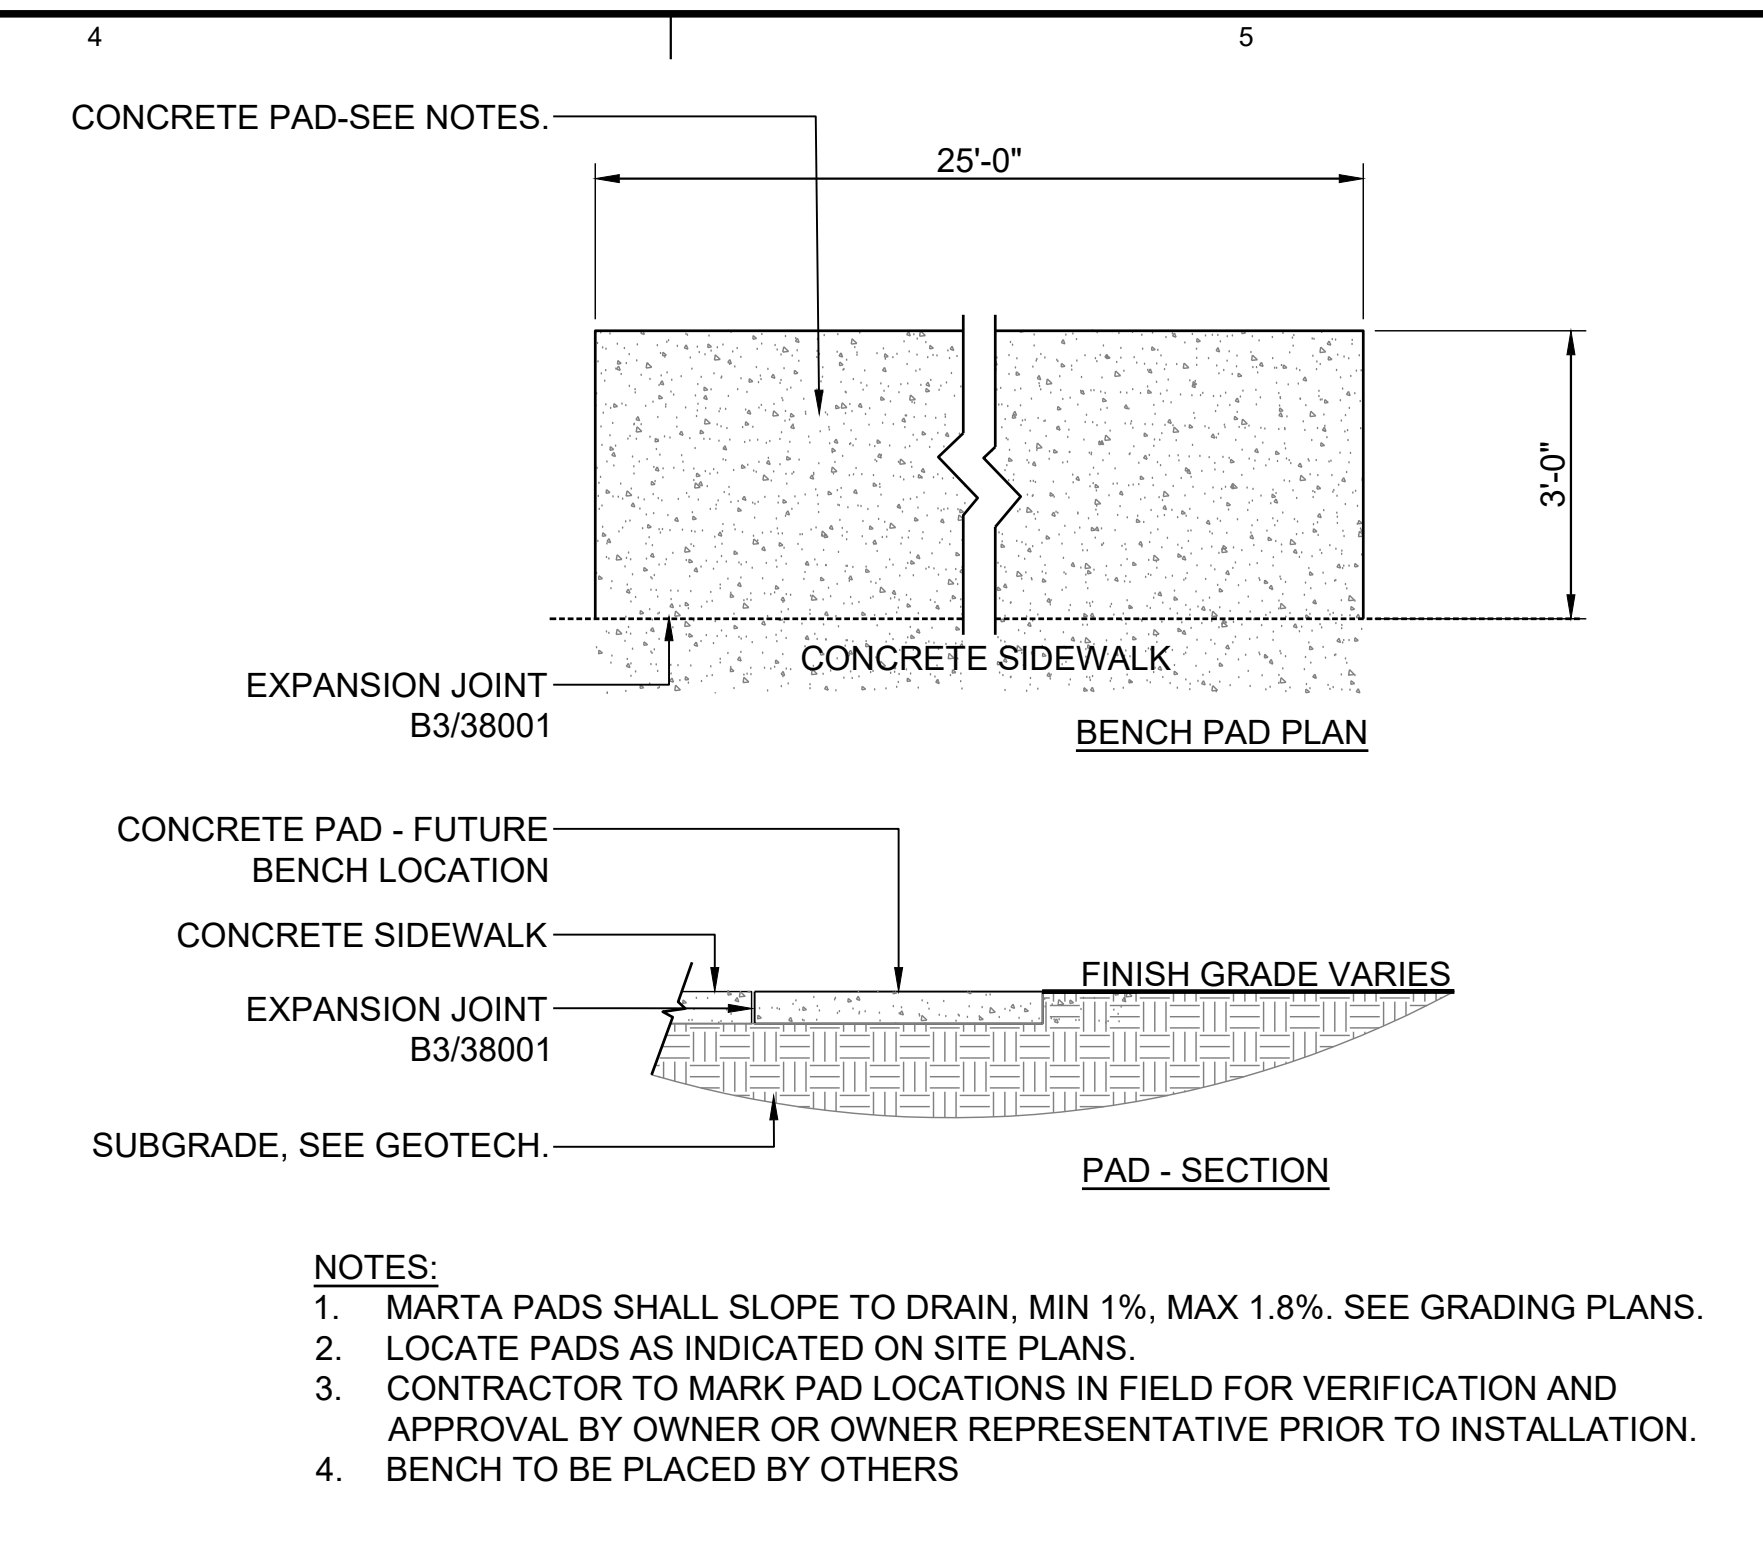 4
5
CONCRETE PAD-SEE NOTES.
25'-0"
3'-0"
CONCRETE SIDEWALK
EXPANSION JOINT
B3/38001
BENCH PAD PLAN
CONCRETE PAD - FUTURE
BENCH LOCATION
CONCRETE SIDEWALK
FINISH GRADE VARIES
EXPANSION JOINT
B3/38001
SUBGRADE, SEE GEOTECH.
PAD - SECTION
NOTES:
1. MARTA PADS SHALL SLOPE TO DRAIN, MIN 1%, MAX 1.8%. SEE GRADING PLANS.
2. LOCATE PADS AS INDICATED ON SITE PLANS.
3. CONTRACTOR TO MARK PAD LOCATIONS IN FIELD FOR VERIFICATION AND
APPROVAL BY OWNER OR OWNER REPRESENTATIVE PRIOR TO INSTALLATION.
4. BENCH TO BE PLACED BY OTHERS